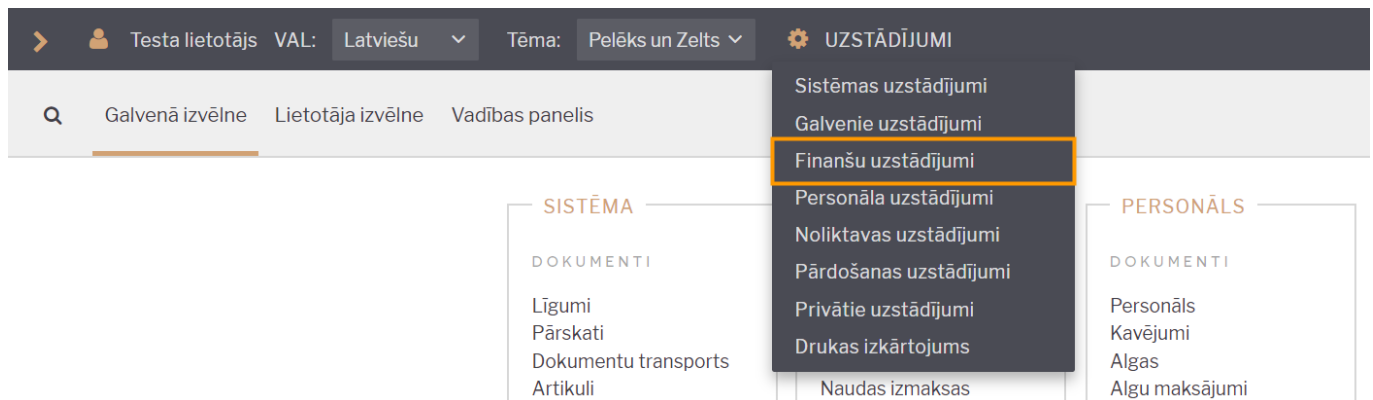 Testa lietotājs VAL: Latviešu Tēma: Pelēks un Zelts UZSTĀDĪJUMI
Galvenā izvēlne Lietotāja izvēlne Vadības panelis
Sistēmas uzstādījumi
Galvenie uzstādījumi
Finanšu uzstādījumi
Personāla uzstādījumi
Noliktavas uzstādījumi
Pārdošanas uzstādījumi
Privātie uzstādījumi
Drukas izkārtojums
SISTĒMA
DOKUMENTI
Līgumi
Pārskati
Dokumentu transports
Artikuli
Naudas izmaksas
PERSONĀLS
DOKUMENTI
Personāls
Kavējumi
Algas
Algu maksājumi